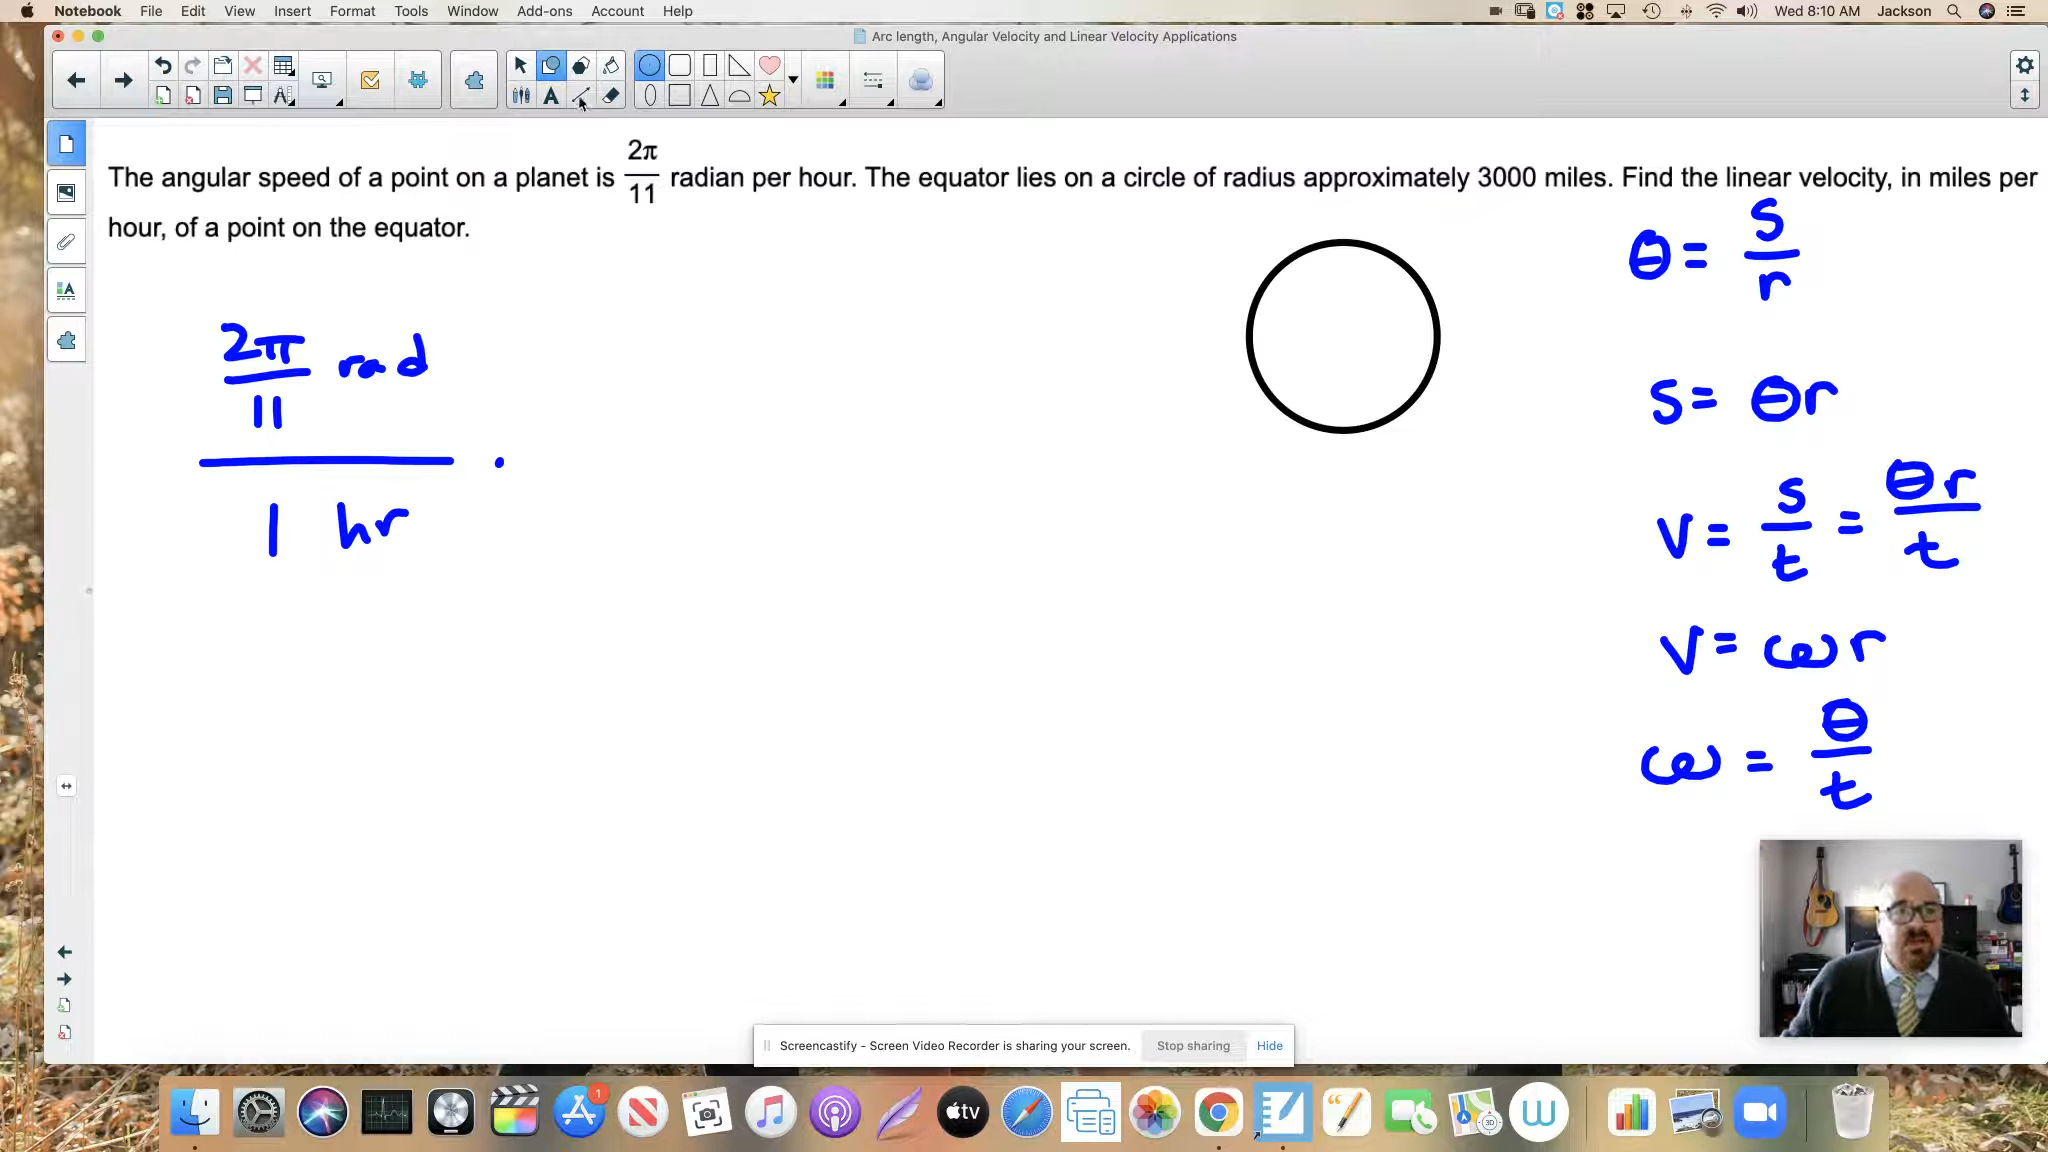 Notebook File Edit View Insert Format Tools Window Add-ons Account Help Wed 8:10 AM Jackson
Arc length, Angular Velocity and Linear Velocity Applications
The angular speed of a point on a planet is 2π/11 radian per hour. The equator lies on a circle of radius approximately 3000 miles. Find the linear velocity, in miles per
hour, of a point on the equator.
θ = s/r
2π/11 rad
1 hr
·
s = θr
v = s/t = θr/t
v = ωr
ω = θ/t
Screencastify - Screen Video Recorder is sharing your screen. Stop sharing Hide
1
tv
3D